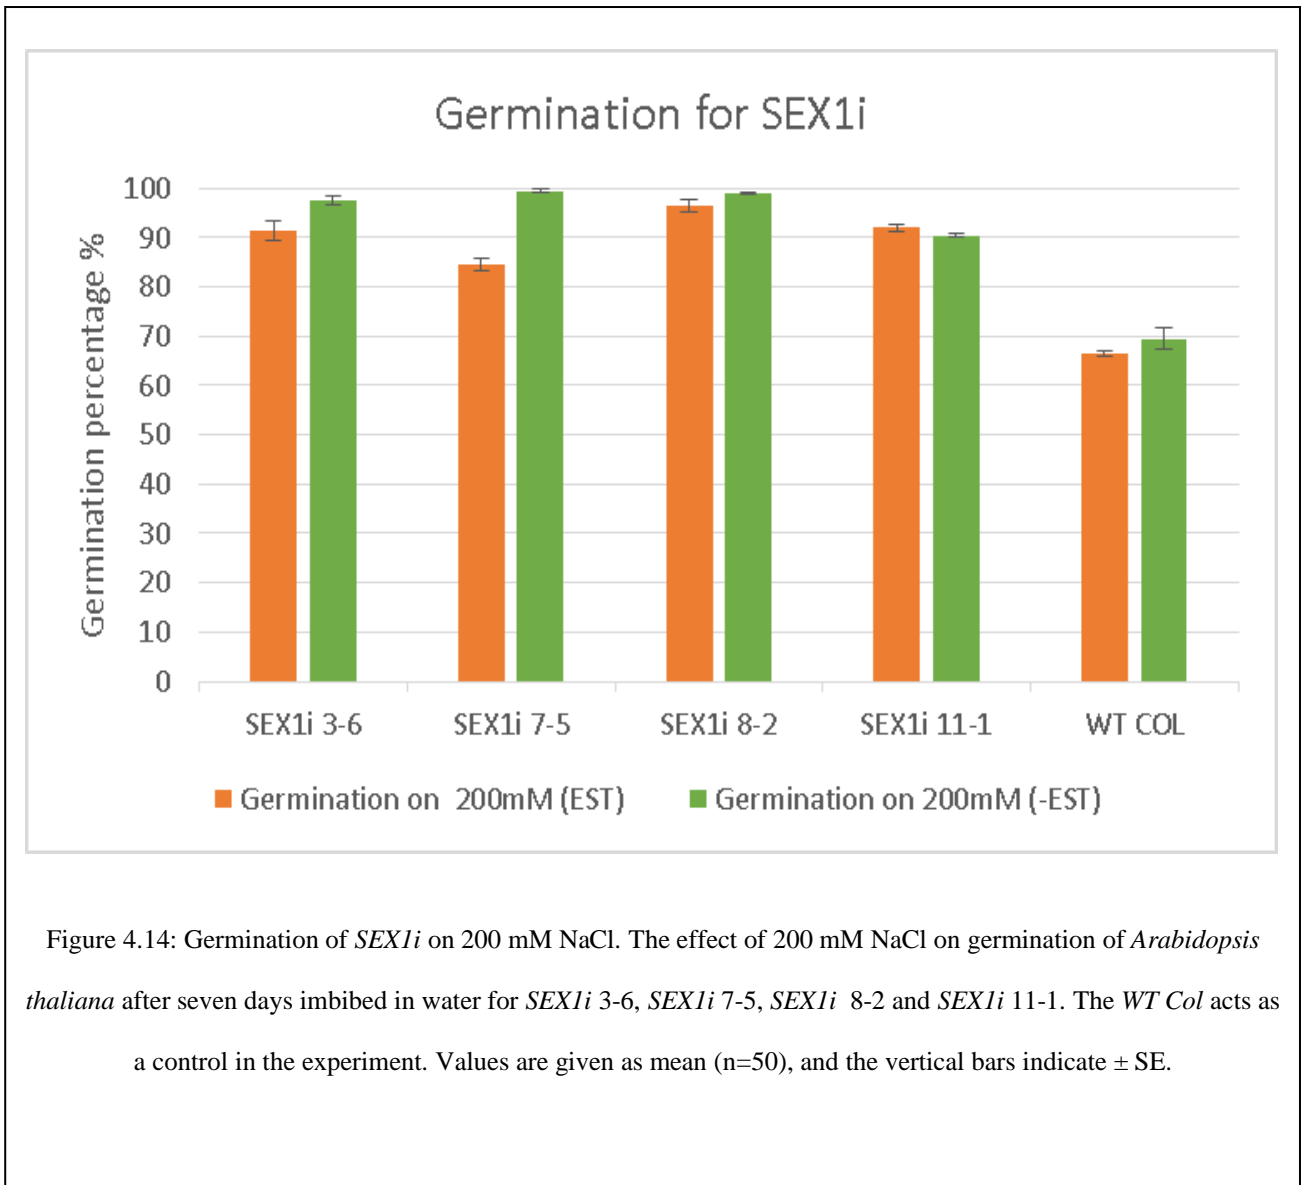 Germination for SEX1i
Germination percentage %
100
90
80
70
60
50
40
30
20
10
0
SEX1i 3-6 SEX1i 7-5 SEX1i 8-2 SEX1i 11-1 WT COL
Germination on 200mM (EST) Germination on 200mM (-EST)
Figure 4.14: Germination of SEX1i on 200 mM NaCl. The effect of 200 mM NaCl on germination of Arabidopsis
thaliana after seven days imbibed in water for SEX1i 3-6, SEX1i 7-5, SEX1i 8-2 and SEX1i 11-1. The WT Col acts as
a control in the experiment. Values are given as mean (n=50), and the vertical bars indicate ± SE.